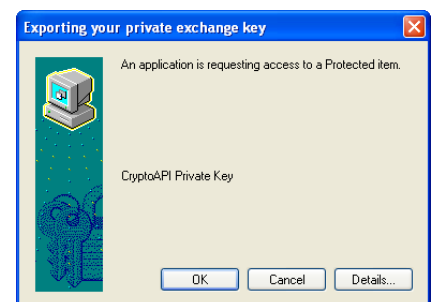 Exporting your private exchange key
An application is requesting access to a Protected item.
CryptoAPI Private Key
OK Cancel Details...